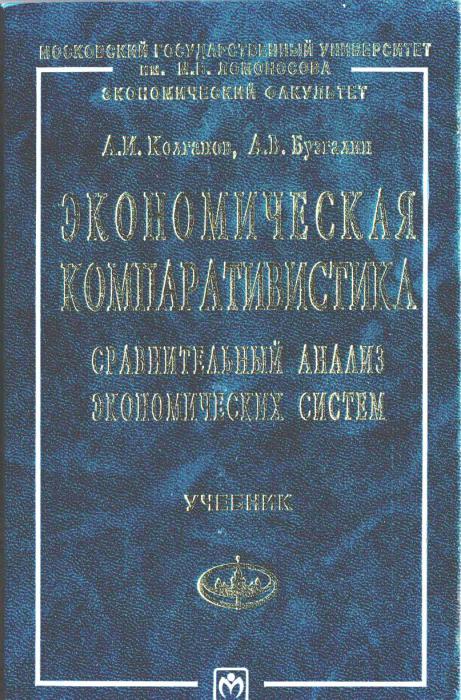 МОСКОВСКИЙ ГОСУДАРСТВЕННЫЙ УНИВЕРСИТЕТ
им. М.В. ЛОМОНОСОВА
ЭКОНОМИЧЕСКИЙ ФАКУЛЬТЕТ
А.И. Колганов, А.В. Бузгалин
ЭКОНОМИЧЕСКАЯ
КОМПАРАТИВИСТИКА
СРАВНИТЕЛЬНЫЙ АНАЛИЗ
ЭКОНОМИЧЕСКИХ СИСТЕМ
УЧЕБНИК